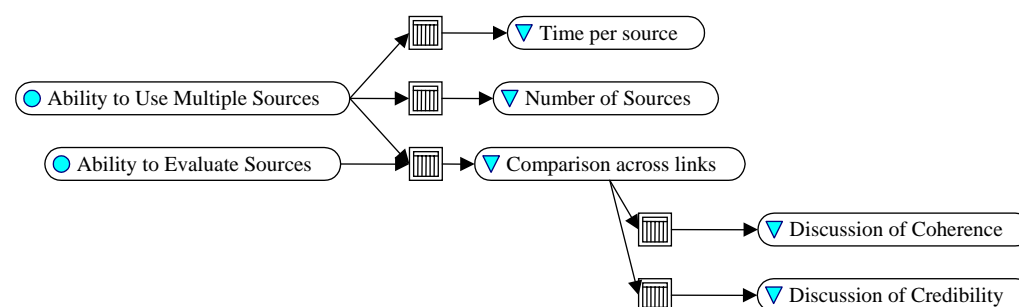 Time per source
Ability to Use Multiple Sources
Number of Sources
Ability to Evaluate Sources
Comparison across links
Discussion of Coherence
Discussion of Credibility